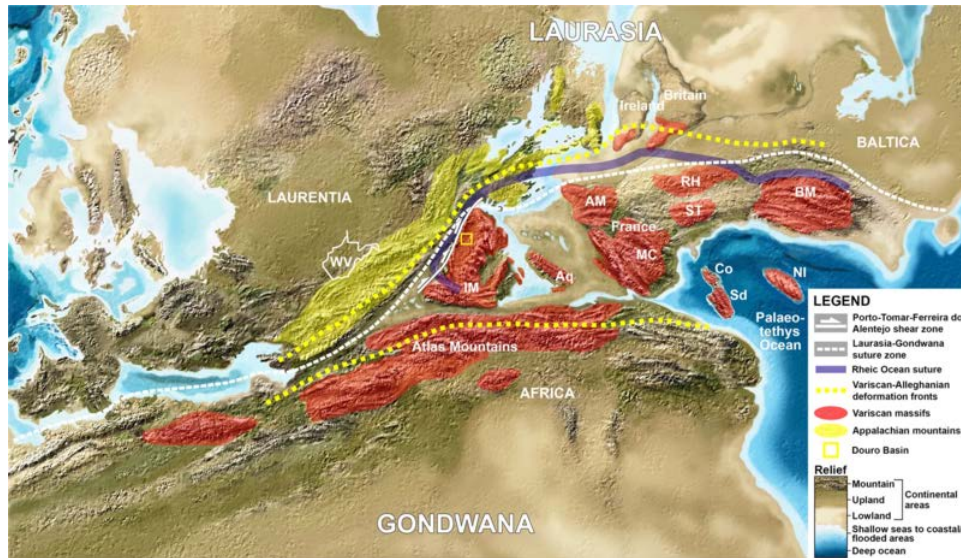 LAURASIA
Britain
Ireland
BALTICA
LAURENTIA
RH
BM
AM
ST
France
WV
MC
Aq
IM
Co
NI
Sd
Palaeo-
tethys
Ocean
Atlas Mountains
AFRICA
GONDWANA
LEGEND
Porto-Tomar-Ferreira do
Alentejo shear zone
Laurasia-Gondwana
suture zone
Rheic Ocean suture
Variscan-Alleghanian
deformation fronts
Variscan massifs
Appalachian mountains
Douro Basin
Relief
Mountain
Upland
Lowland
Continental
areas
Shallow seas to coastal
flooded areas
Deep ocean